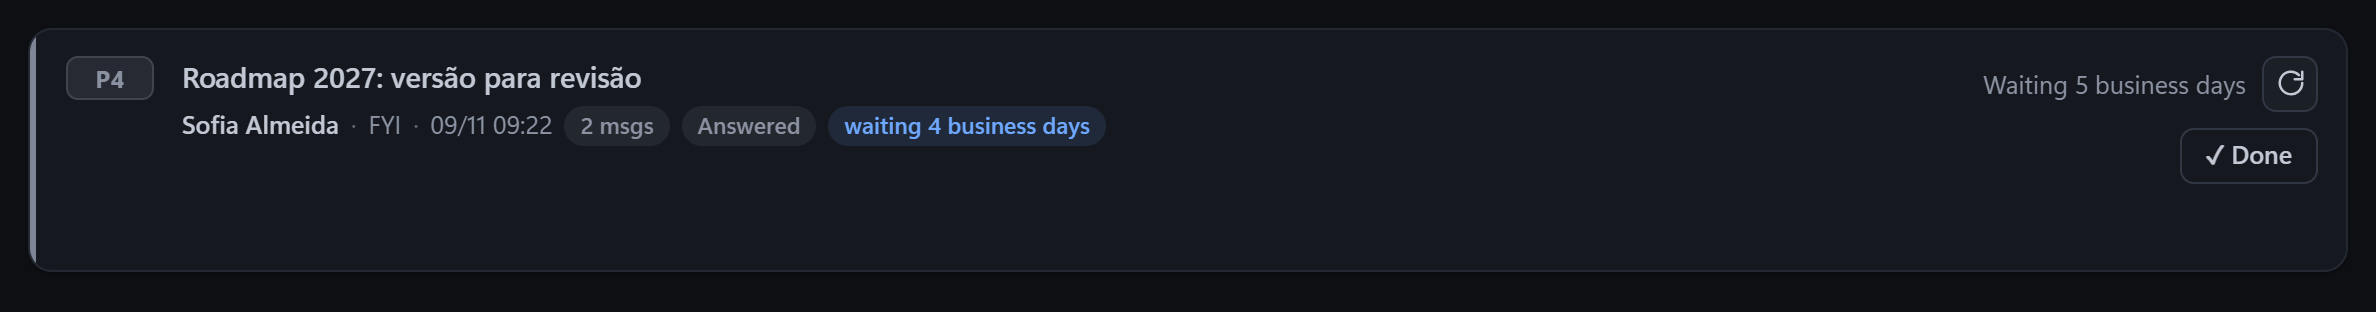 P4
Roadmap 2027: versão para revisão
Sofia Almeida · FYI · 09/11 09:22 2 msgs Answered waiting 4 business days
Waiting 5 business days
✓ Done